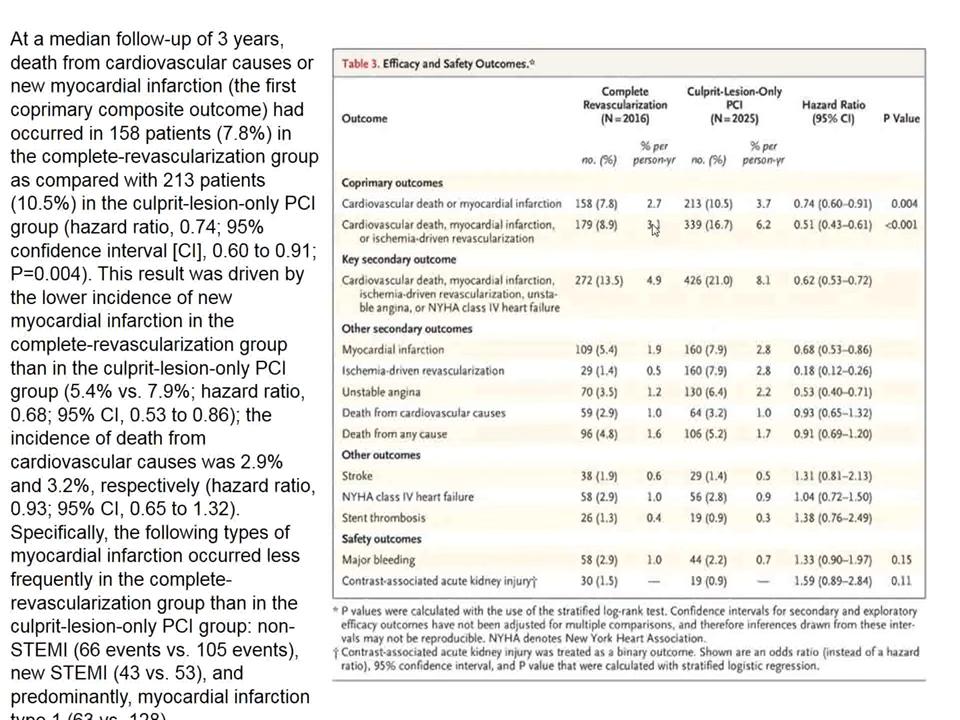 At a median follow-up of 3 years,
death from cardiovascular causes or
new myocardial infarction (the first
coprimary composite outcome) had
occurred in 158 patients (7.8%) in
the complete-revascularization group
as compared with 213 patients
(10.5%) in the culprit-lesion-only PCI
group (hazard ratio, 0.74; 95%
confidence interval [CI], 0.60 to 0.91;
P=0.004). This result was driven by
the lower incidence of new
myocardial infarction in the
complete-revascularization group
than in the culprit-lesion-only PCI
group (5.4% vs. 7.9%; hazard ratio,
0.68; 95% CI, 0.53 to 0.86); the
incidence of death from
cardiovascular causes was 2.9%
and 3.2%, respectively (hazard ratio,
0.93; 95% CI, 0.65 to 1.32).
Specifically, the following types of
myocardial infarction occurred less
frequently in the complete-
revascularization group than in the
culprit-lesion-only PCI group: non-
STEMI (66 events vs. 105 events),
new STEMI (43 vs. 53), and
predominantly, myocardial infarction
type 1 (63 vs. 128)
Table 3. Efficacy and Safety Outcomes.*
Outcome Complete Revascularization (N=2016) Culprit-Lesion-Only PCI (N=2025) Hazard Ratio (95% CI) P Value
no. (%) % per person-yr no. (%) % per person-yr
Coprimary outcomes
Cardiovascular death or myocardial infarction 158 (7.8) 2.7 213 (10.5) 3.7 0.74 (0.60–0.91) 0.004
Cardiovascular death, myocardial infarction, 179 (8.9) 3.1 339 (16.7) 6.2 0.51 (0.43–0.61) <0.001
or ischemia-driven revascularization
Key secondary outcome
Cardiovascular death, myocardial infarction, 272 (13.5) 4.9 426 (21.0) 8.1 0.62 (0.53–0.72)
ischemia-driven revascularization, unsta-
ble angina, or NYHA class IV heart failure
Other secondary outcomes
Myocardial infarction 109 (5.4) 1.9 160 (7.9) 2.8 0.68 (0.53–0.86)
Ischemia-driven revascularization 29 (1.4) 0.5 160 (7.9) 2.8 0.18 (0.12–0.26)
Unstable angina 70 (3.5) 1.2 130 (6.4) 2.2 0.53 (0.40–0.71)
Death from cardiovascular causes 59 (2.9) 1.0 64 (3.2) 1.0 0.93 (0.65–1.32)
Death from any cause 96 (4.8) 1.6 106 (5.2) 1.7 0.91 (0.69–1.20)
Other outcomes
Stroke 38 (1.9) 0.6 29 (1.4) 0.5 1.31 (0.81–2.13)
NYHA class IV heart failure 58 (2.9) 1.0 56 (2.8) 0.9 1.04 (0.72–1.50)
Stent thrombosis 26 (1.3) 0.4 19 (0.9) 0.3 1.38 (0.76–2.49)
Safety outcomes
Major bleeding 58 (2.9) 1.0 44 (2.2) 0.7 1.33 (0.90–1.97) 0.15
Contrast-associated acute kidney injury† 30 (1.5) — 19 (0.9) — 1.59 (0.89–2.84) 0.11
* P values were calculated with the use of the stratified log-rank test. Confidence intervals for secondary and exploratory
efficacy outcomes have not been adjusted for multiple comparisons, and therefore inferences drawn from these inter-
vals may not be reproducible. NYHA denotes New York Heart Association.
† Contrast-associated acute kidney injury was treated as a binary outcome. Shown are an odds ratio (instead of a hazard
ratio), 95% confidence interval, and P value that were calculated with stratified logistic regression.